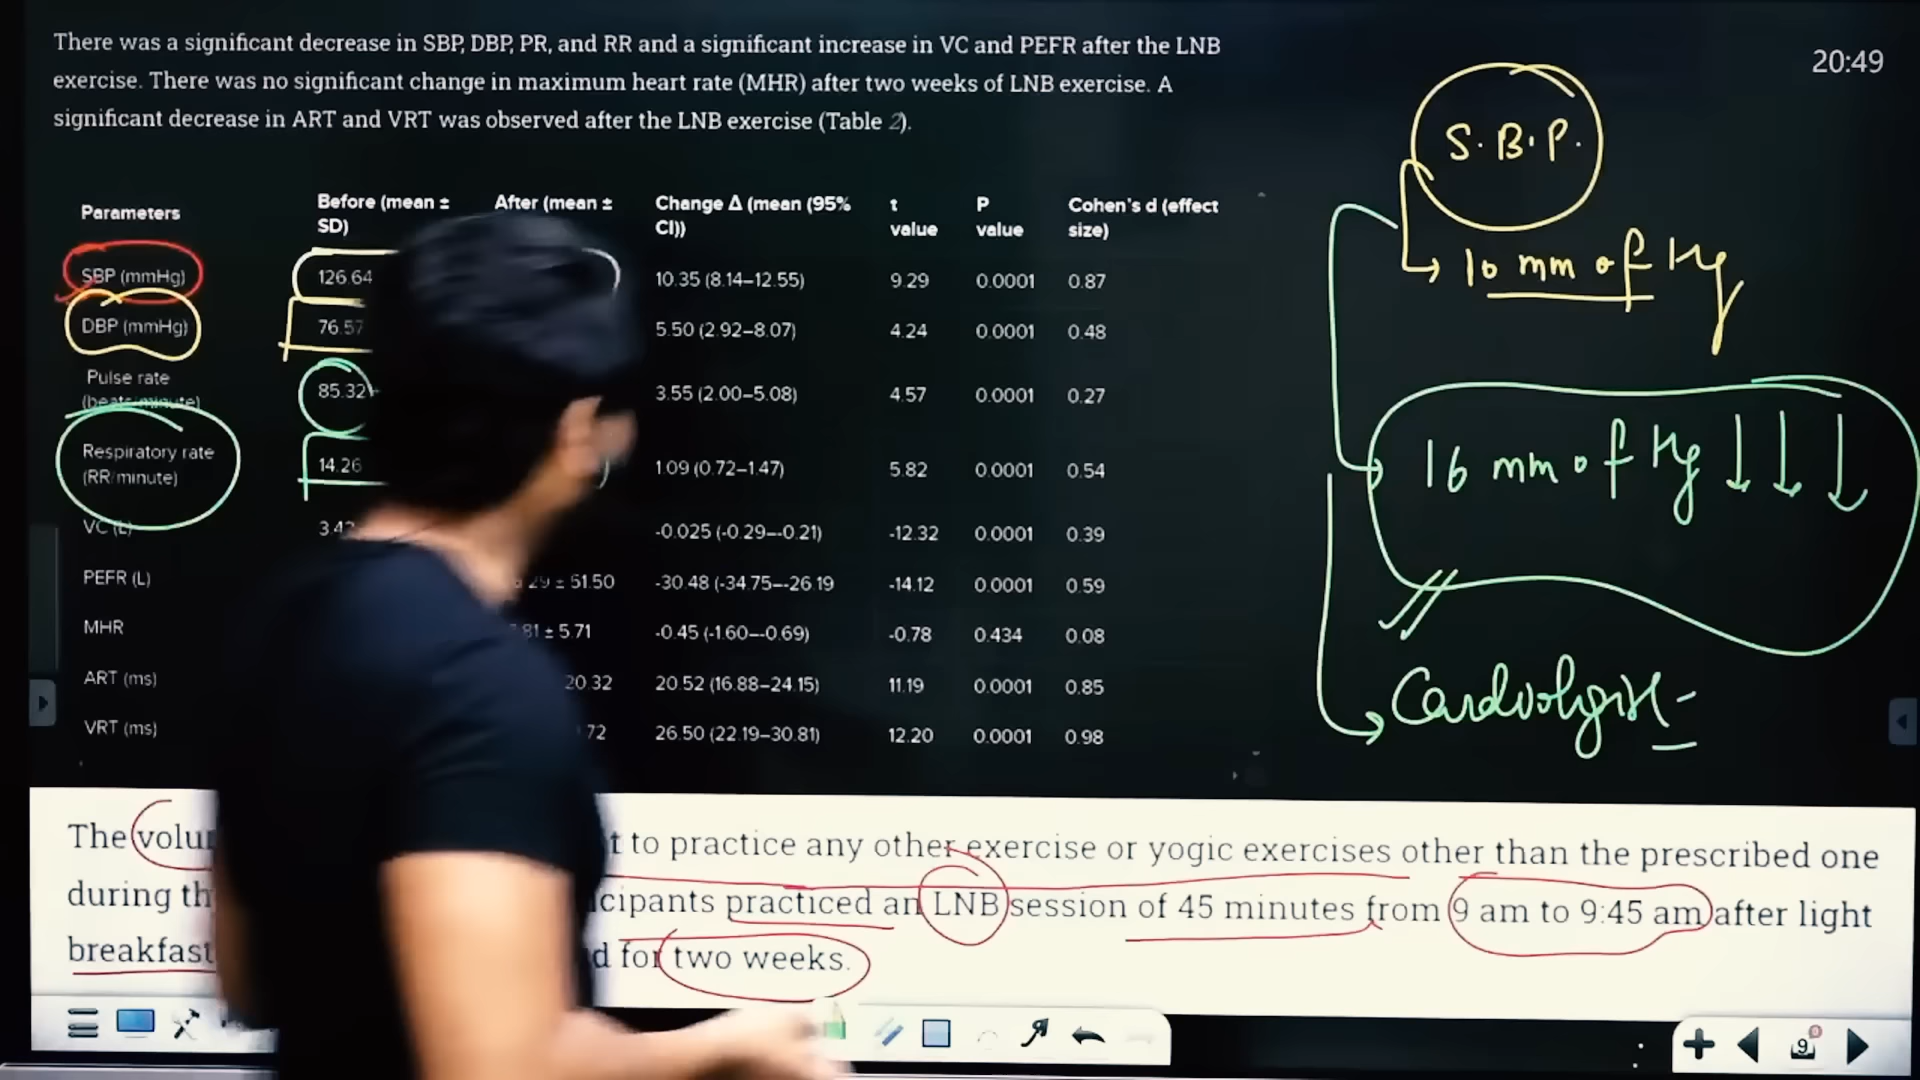 There was a significant decrease in SBP, DBP, PR, and RR and a significant increase in VC and PEFR after the LNB
exercise. There was no significant change in maximum heart rate (MHR) after two weeks of LNB exercise. A
significant decrease in ART and VRT was observed after the LNB exercise (Table 2).
20:49
S.B.P.
10 mm of Hg
16 mm of Hg ↓ ↓ ↓
Cardiologist -
Parameters Before (mean ± SD) After (mean ± Change Δ (mean (95% CI)) t value P value Cohen's d (effect size)
SBP (mmHg) 126.64 10.35 (8.14–12.55) 9.29 0.0001 0.87
DBP (mmHg) 76.57 5.50 (2.92–8.07) 4.24 0.0001 0.48
Pulse rate (beats/minute) 85.32 3.55 (2.00–5.08) 4.57 0.0001 0.27
Respiratory rate (RR/minute) 14.26 1.09 (0.72–1.47) 5.82 0.0001 0.54
VC (L) -0.025 (-0.29–-0.21) -12.32 0.0001 0.39
PEFR (L) ± 51.50 -30.48 (-34.75–-26.19 -14.12 0.0001 0.59
MHR ± 5.71 -0.45 (-1.60–-0.69) -0.78 0.434 0.08
ART (ms) 20.32 20.52 (16.88–24.15) 11.19 0.0001 0.85
VRT (ms) 26.50 (22.19–30.81) 12.20 0.0001 0.98
The to practice any other exercise or yogic exercises other than the prescribed one
during practiced an LNB session of 45 minutes from 9 am to 9:45 am after light
breakfast for two weeks.
9